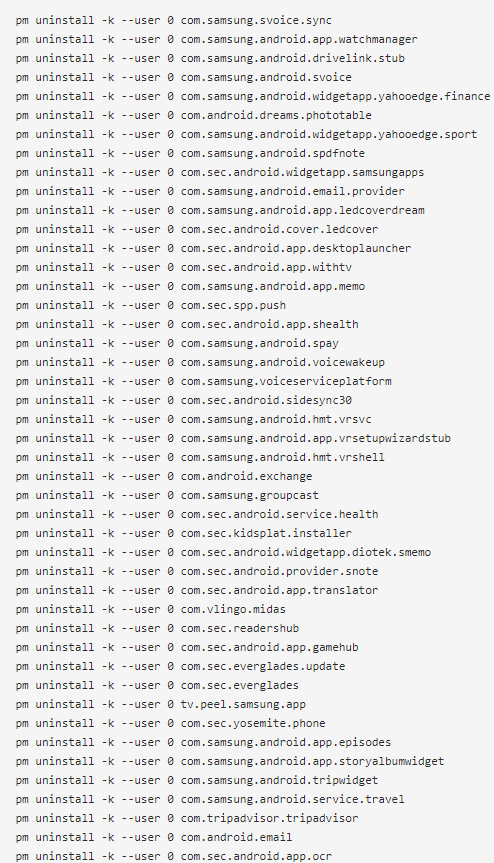 pm uninstall -k --user 0 com.samsung.svoice.sync
pm uninstall -k --user 0 com.samsung.android.app.watchmanager
pm uninstall -k --user 0 com.samsung.android.drivelink.stub
pm uninstall -k --user 0 com.samsung.android.svoice
pm uninstall -k --user 0 com.samsung.android.widgetapp.yahooedge.finance
pm uninstall -k --user 0 com.android.dreams.phototable
pm uninstall -k --user 0 com.samsung.android.widgetapp.yahooedge.sport
pm uninstall -k --user 0 com.samsung.android.spdfnote
pm uninstall -k --user 0 com.sec.android.widgetapp.samsungapps
pm uninstall -k --user 0 com.samsung.android.email.provider
pm uninstall -k --user 0 com.samsung.android.app.ledcoverdream
pm uninstall -k --user 0 com.sec.android.cover.ledcover
pm uninstall -k --user 0 com.sec.android.app.desktoplauncher
pm uninstall -k --user 0 com.sec.android.app.withtv
pm uninstall -k --user 0 com.samsung.android.app.memo
pm uninstall -k --user 0 com.sec.spp.push
pm uninstall -k --user 0 com.sec.android.app.shealth
pm uninstall -k --user 0 com.samsung.android.spay
pm uninstall -k --user 0 com.samsung.android.voicewakeup
pm uninstall -k --user 0 com.samsung.voiceserviceplatform
pm uninstall -k --user 0 com.sec.android.sidesync30
pm uninstall -k --user 0 com.samsung.android.hmt.vrsvc
pm uninstall -k --user 0 com.samsung.android.app.vrsetupwizardstub
pm uninstall -k --user 0 com.samsung.android.hmt.vrshell
pm uninstall -k --user 0 com.android.exchange
pm uninstall -k --user 0 com.samsung.groupcast
pm uninstall -k --user 0 com.sec.android.service.health
pm uninstall -k --user 0 com.sec.kidsplat.installer
pm uninstall -k --user 0 com.sec.android.widgetapp.diotek.smemo
pm uninstall -k --user 0 com.sec.android.provider.snote
pm uninstall -k --user 0 com.sec.android.app.translator
pm uninstall -k --user 0 com.vlingo.midas
pm uninstall -k --user 0 com.sec.readershub
pm uninstall -k --user 0 com.sec.android.app.gamehub
pm uninstall -k --user 0 com.sec.everglades.update
pm uninstall -k --user 0 com.sec.everglades
pm uninstall -k --user 0 tv.peel.samsung.app
pm uninstall -k --user 0 com.sec.yosemite.phone
pm uninstall -k --user 0 com.samsung.android.app.episodes
pm uninstall -k --user 0 com.samsung.android.app.storyalbumwidget
pm uninstall -k --user 0 com.samsung.android.tripwidget
pm uninstall -k --user 0 com.samsung.android.service.travel
pm uninstall -k --user 0 com.tripadvisor.tripadvisor
pm uninstall -k --user 0 com.android.email
pm uninstall -k --user 0 com.sec.android.app.ocr